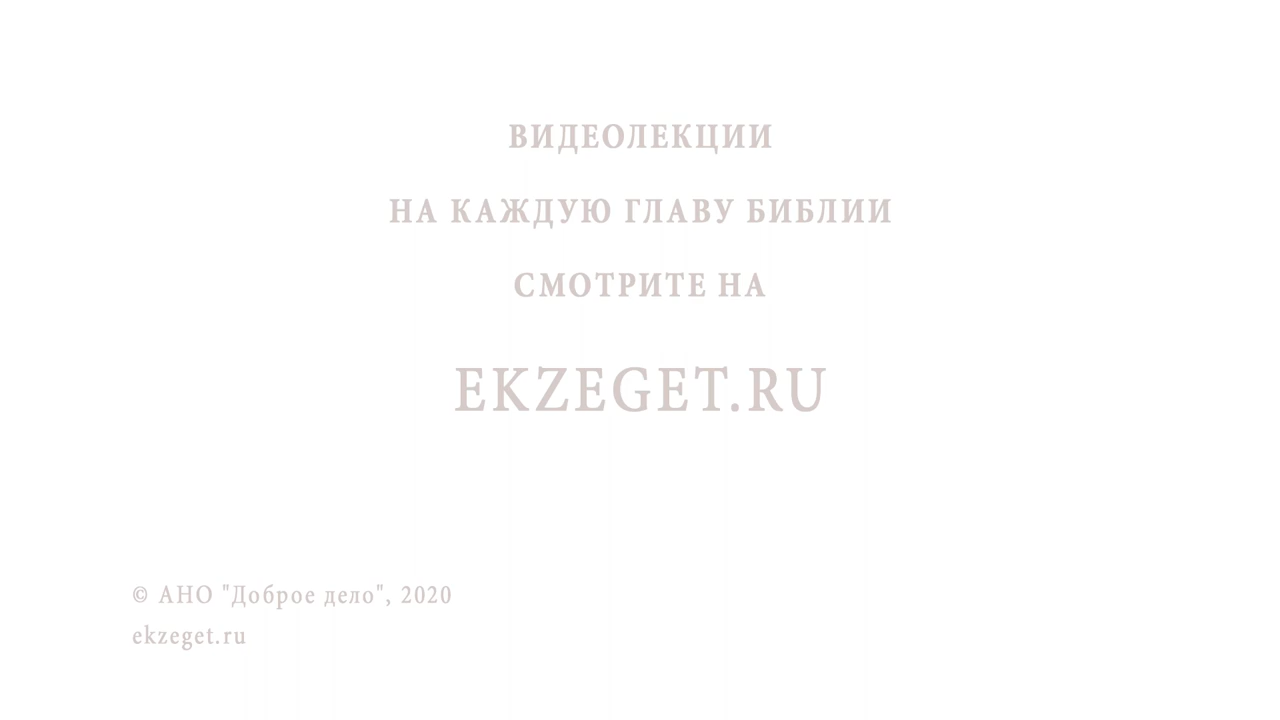 ВИДЕОЛЕКЦИИ
НА КАЖДУЮ ГЛАВУ БИБЛИИ
СМОТРИТЕ НА
EKZEGET.RU
© АНО "Доброе дело", 2020
ekzeget.ru